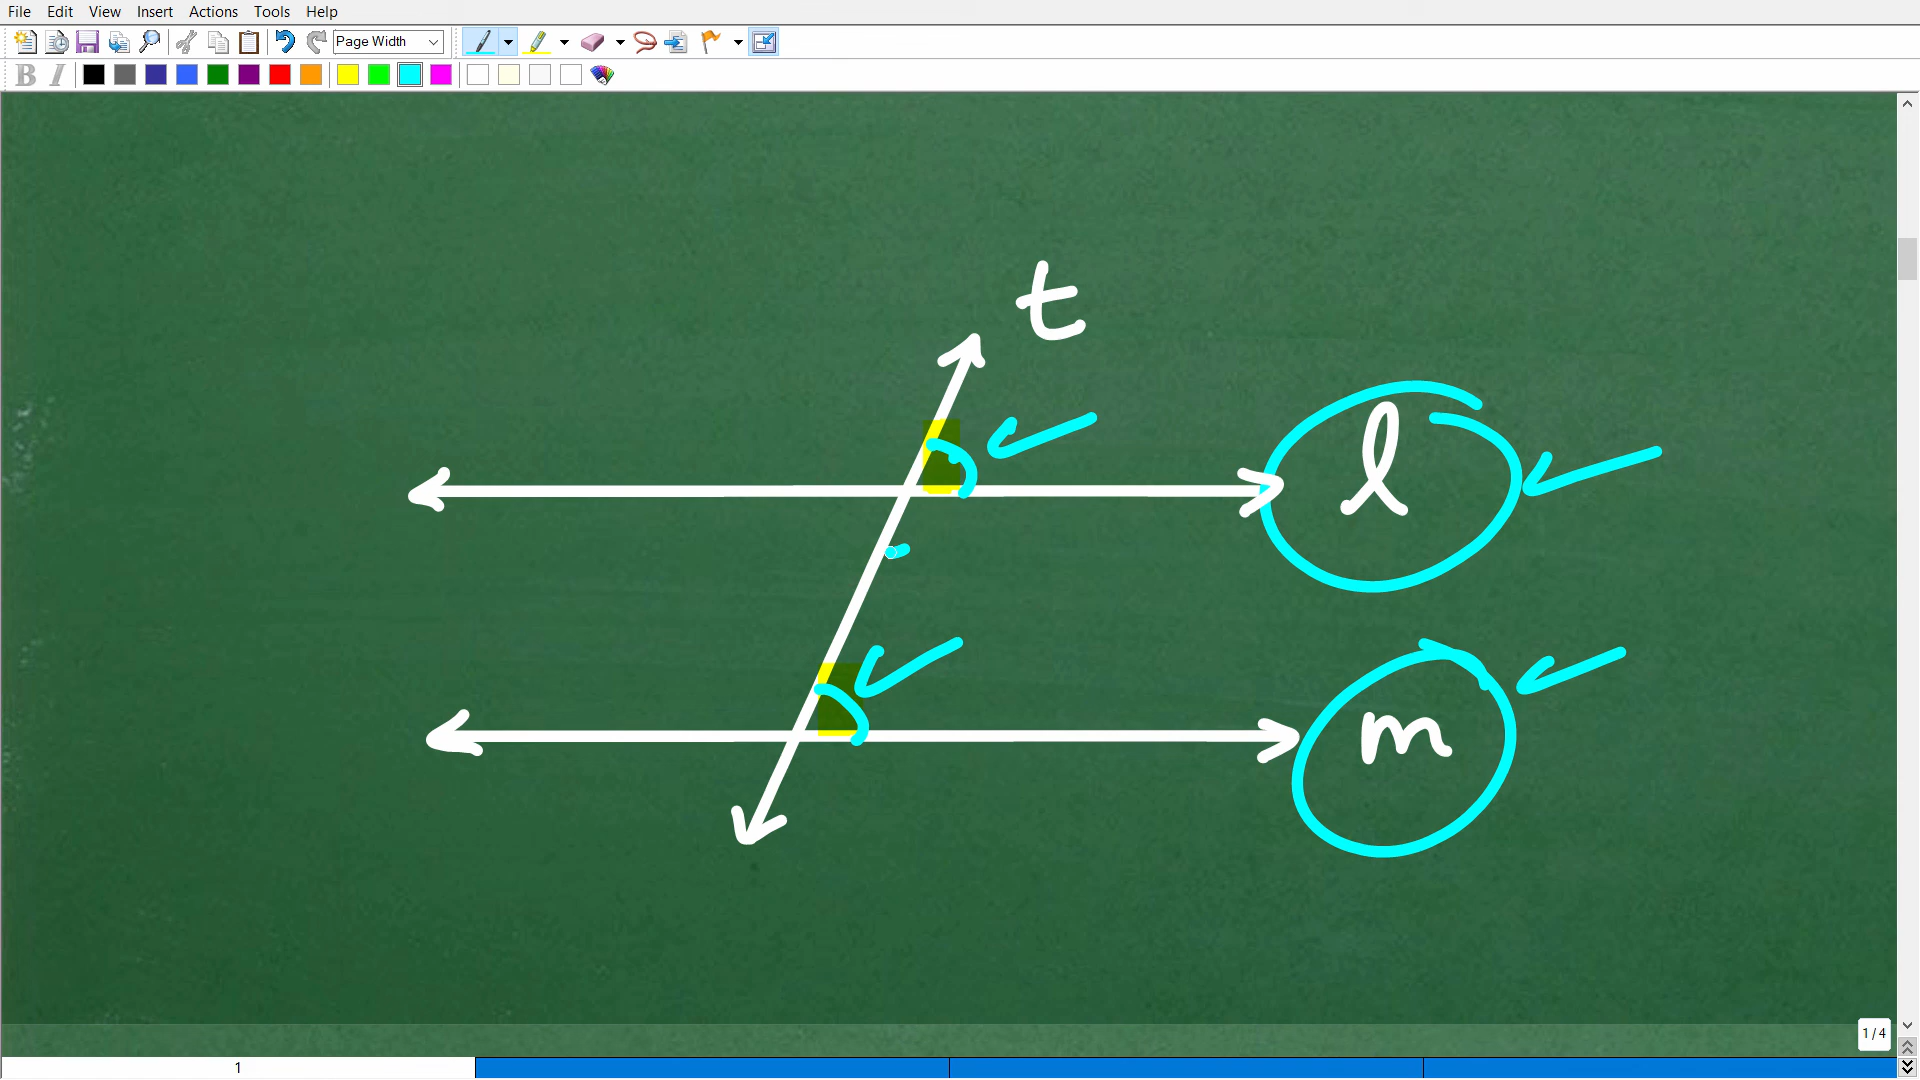 File Edit View Insert Actions Tools Help
Page Width
B I
t
l
m
1 / 4
1